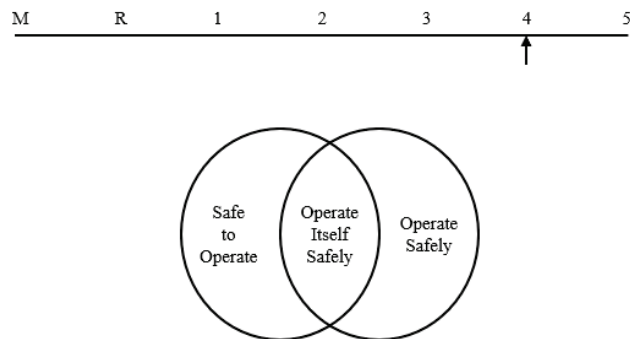 M R 1 2 3 4 5
Safe
to
Operate
Operate
Itself
Safely
Operate
Safely